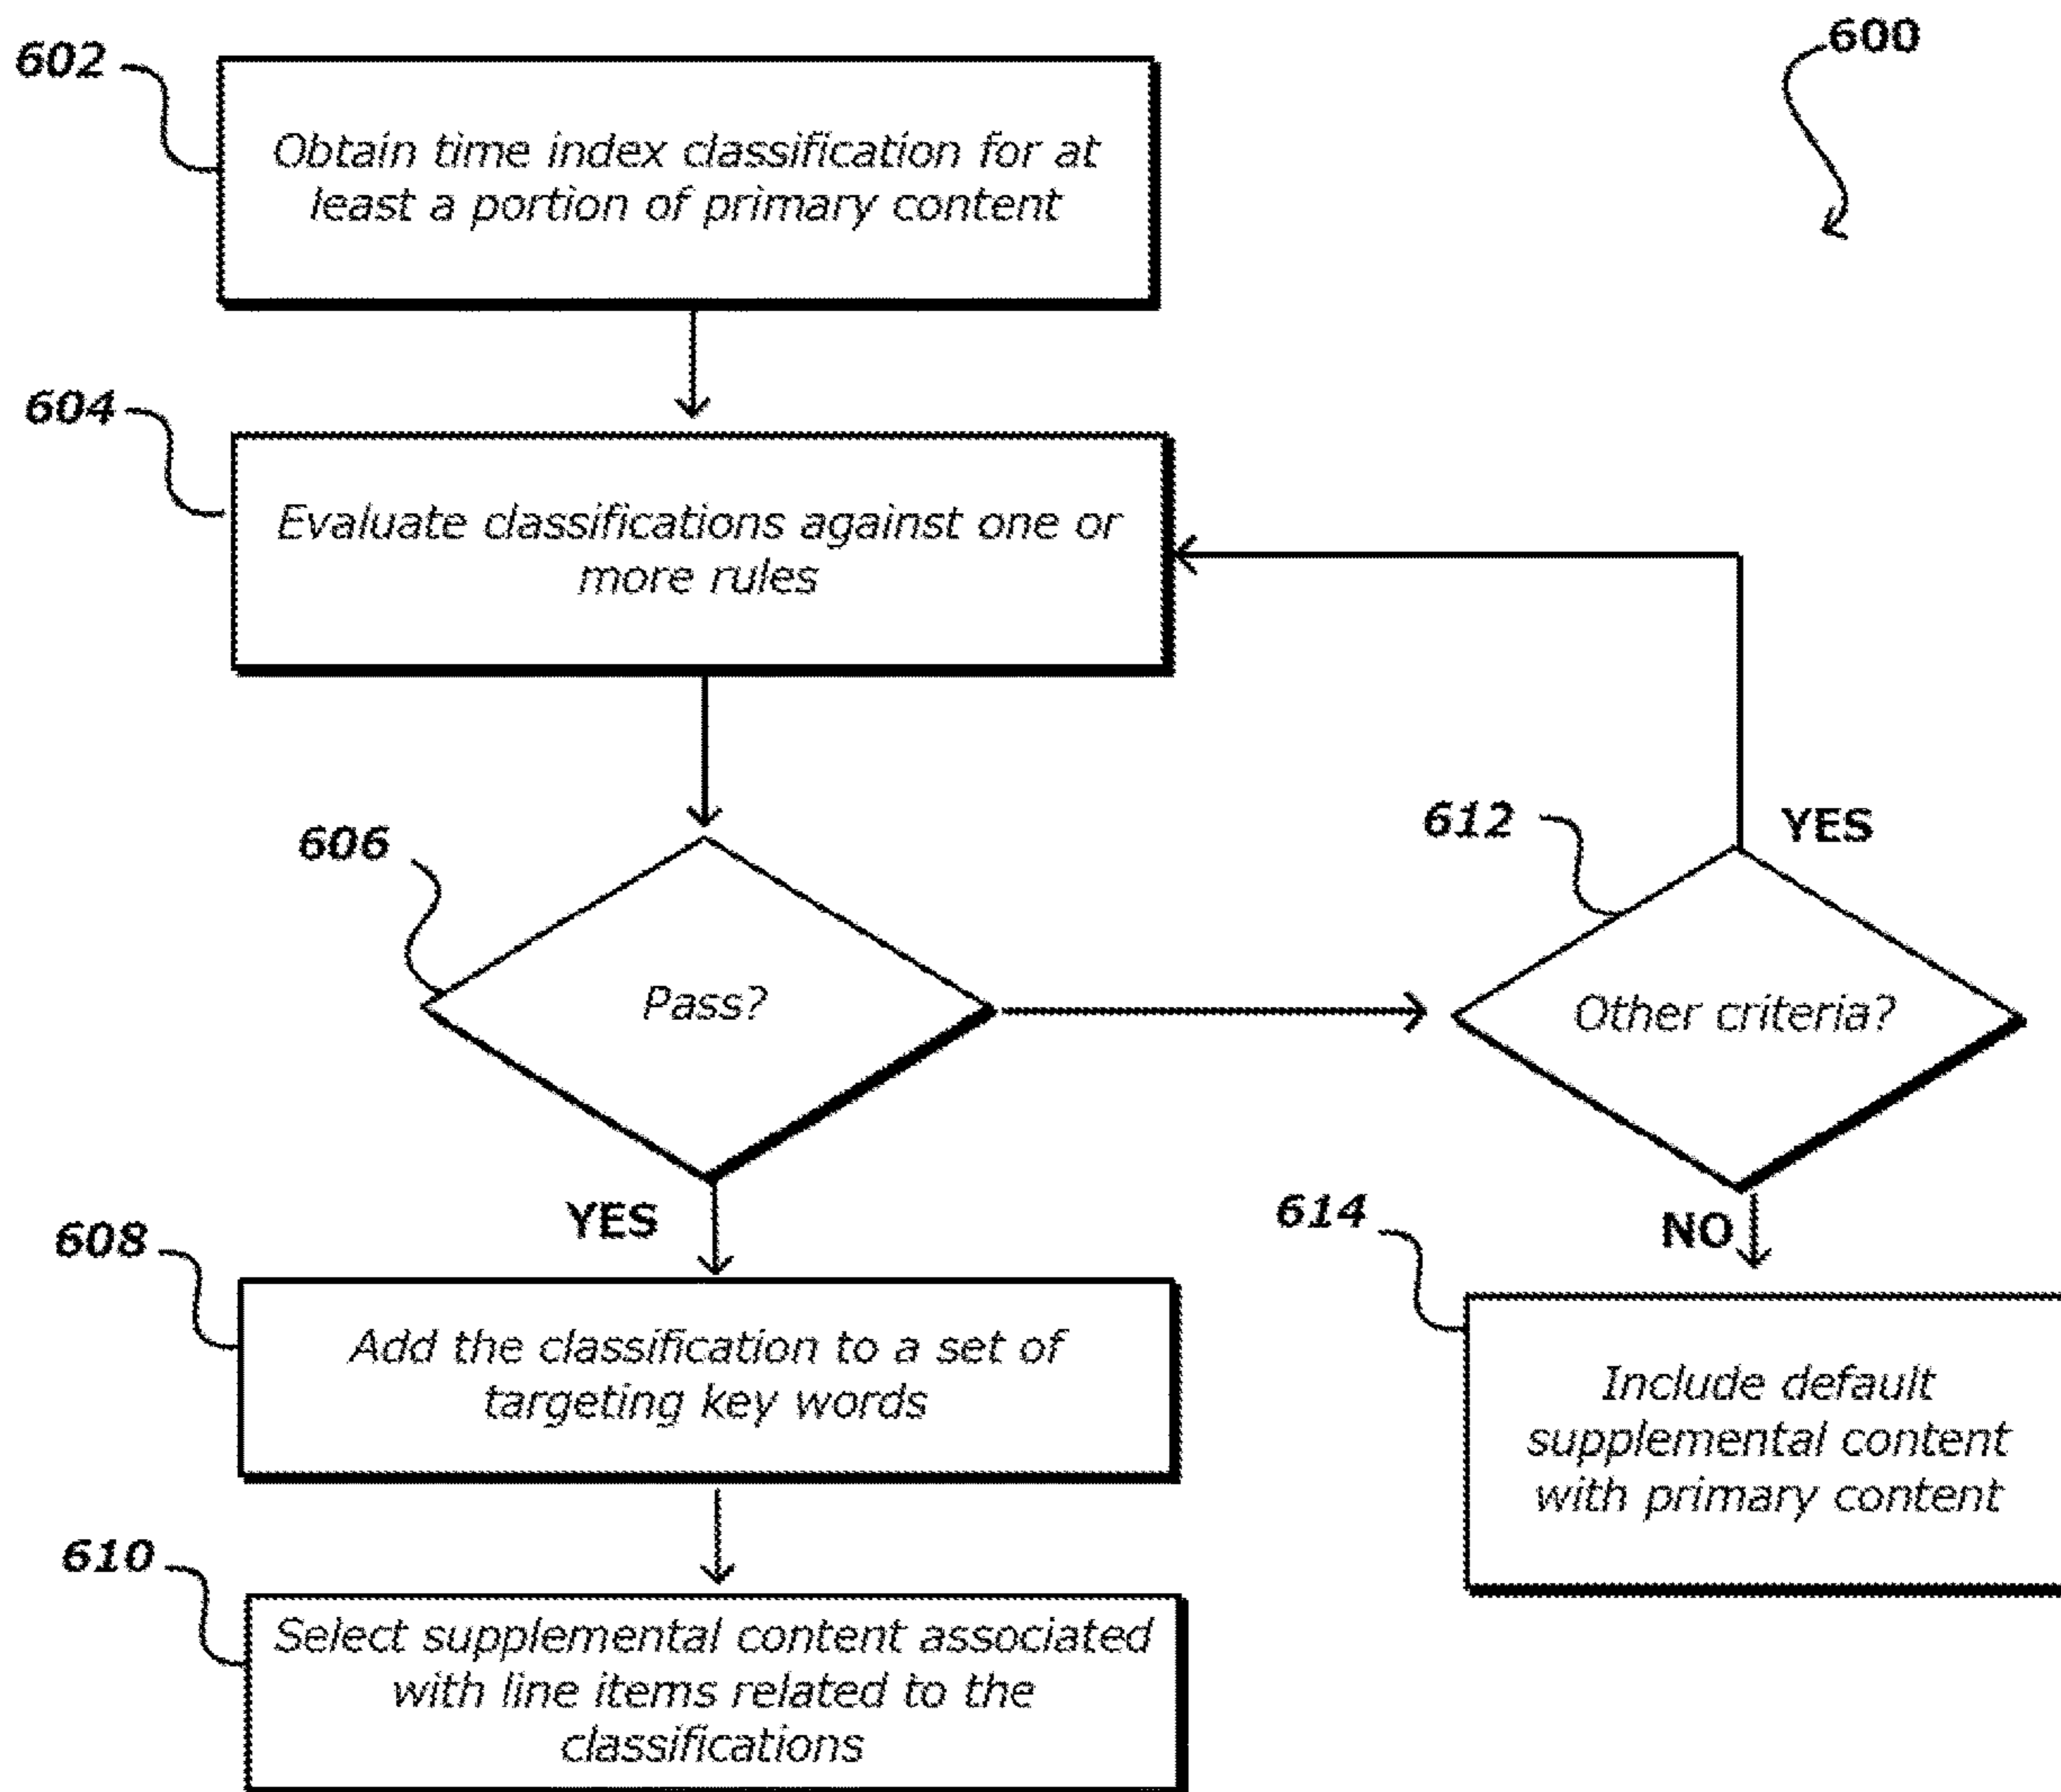 600
602
Obtain time index classification for at
least a portion of primary content
604
Evaluate classifications against one or
more rules
606
Pass?
612
YES
Other criteria?
YES
NO
608
Add the classification to a set of
targeting key words
614
Include default
supplemental content
with primary content
610
Select supplemental content associated
with line items related to the
classifications